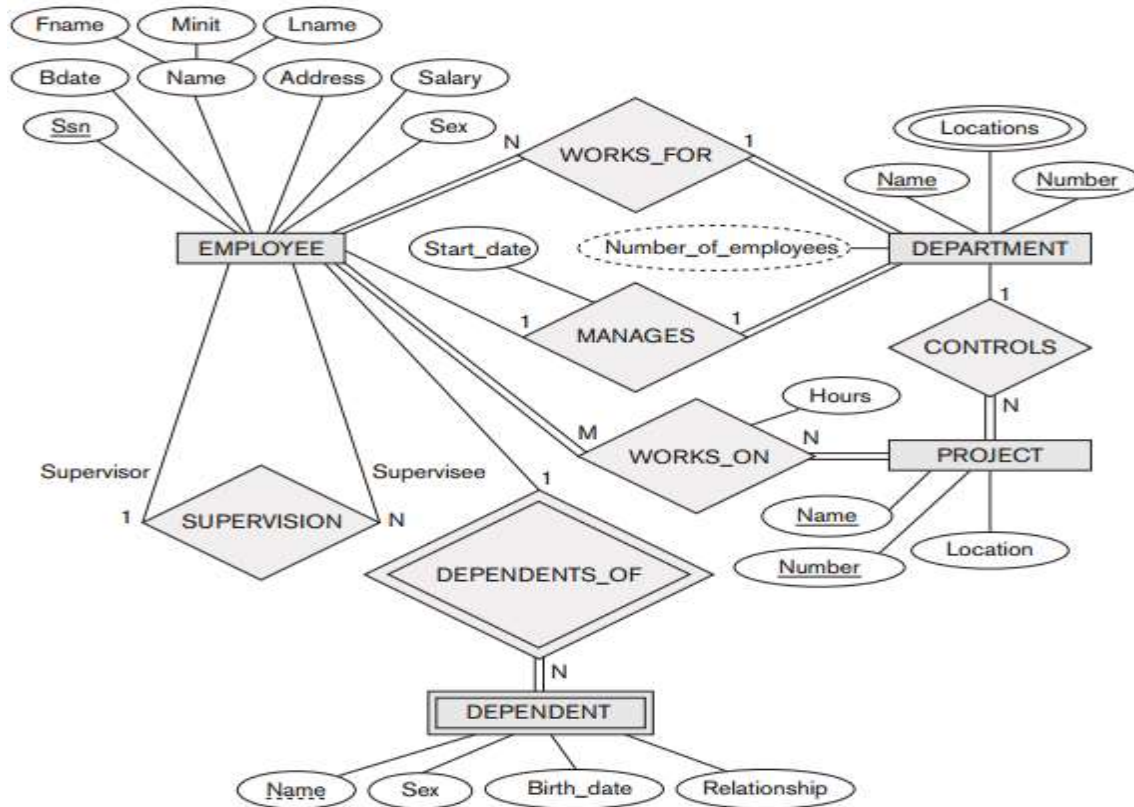 Fname Minit Lname
Bdate Name Address Salary
Ssn Sex
N WORKS_FOR 1
Locations
Name Number
EMPLOYEE Start_date Number_of_employees DEPARTMENT
1 MANAGES 1
1
CONTROLS
N
Hours
M WORKS_ON N PROJECT
Supervisor Supervisee
1 SUPERVISION N
1
Name
Number Location
DEPENDENTS_OF
N
DEPENDENT
Name Sex Birth_date Relationship